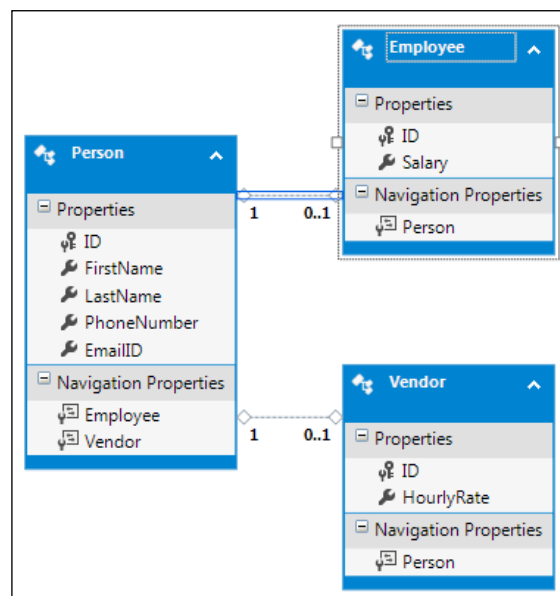 Person
Properties
ID
FirstName
LastName
PhoneNumber
EmailID
Navigation Properties
Employee
Vendor
1 0..1
1 0..1
Employee
Properties
ID
Salary
Navigation Properties
Person
Vendor
Properties
ID
HourlyRate
Navigation Properties
Person